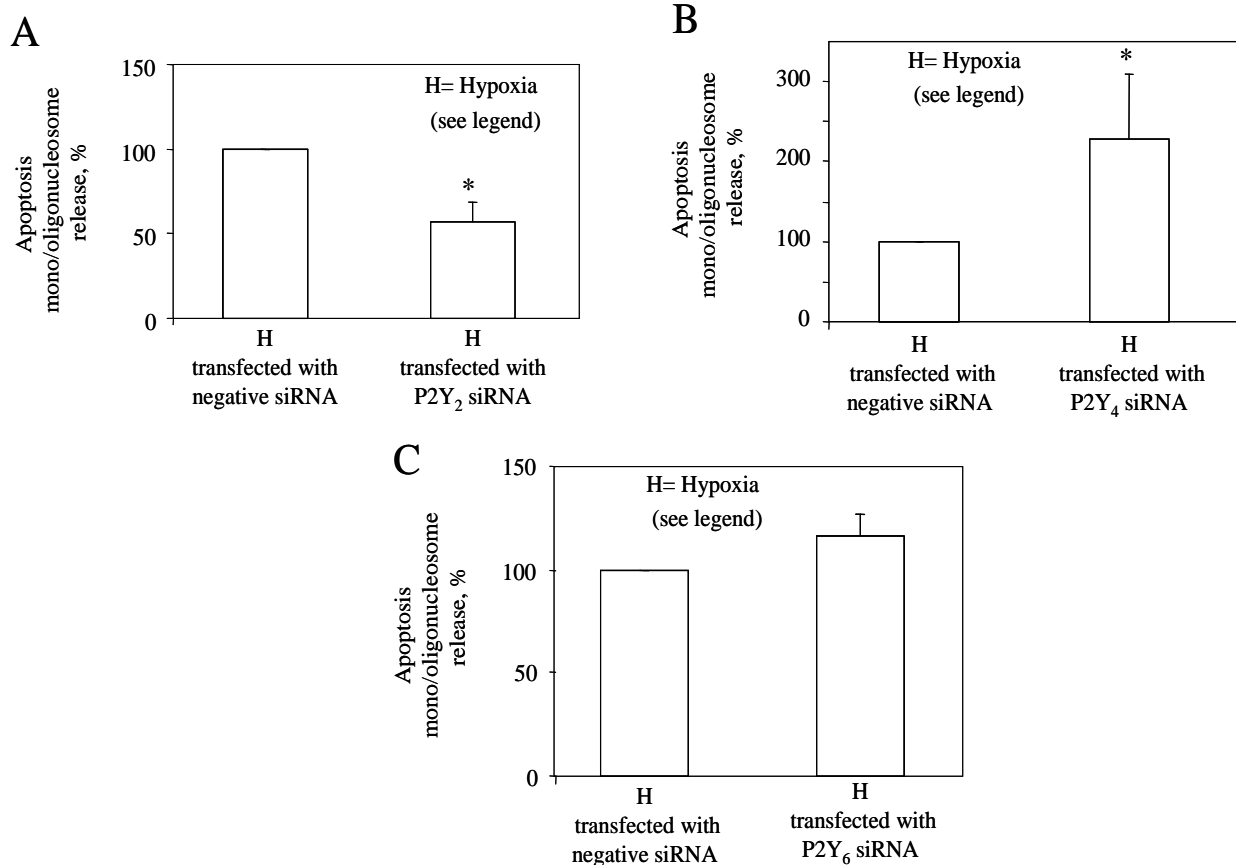 A
Apoptosis
mono/oligonucleosome
release, %
150
100
50
0
H= Hypoxia
(see legend)
*
H
transfected with
negative siRNA
H
transfected with
P2Y₂ siRNA
B
Apoptosis
mono/oligonucleosome
release, %
300
200
100
0
H= Hypoxia
(see legend)
*
H
transfected with
negative siRNA
H
transfected with
P2Y₄ siRNA
C
Apoptosis
mono/oligonucleosome
release, %
150
100
50
0
H= Hypoxia
(see legend)
H
transfected with
negative siRNA
H
transfected with
P2Y₆ siRNA